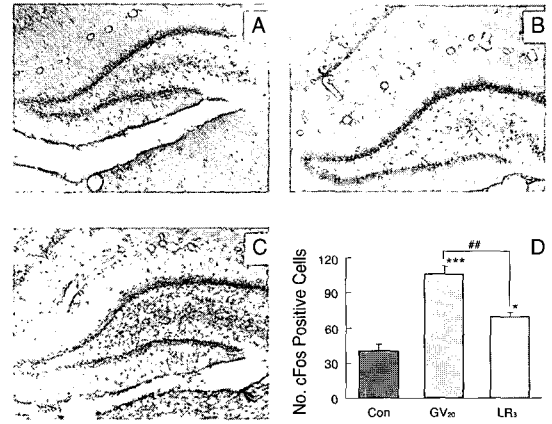 A
B
C
D
No. cFos Positive Cells
120
90
60
30
0
##
***
*
Con
GV₂₀
LR₃